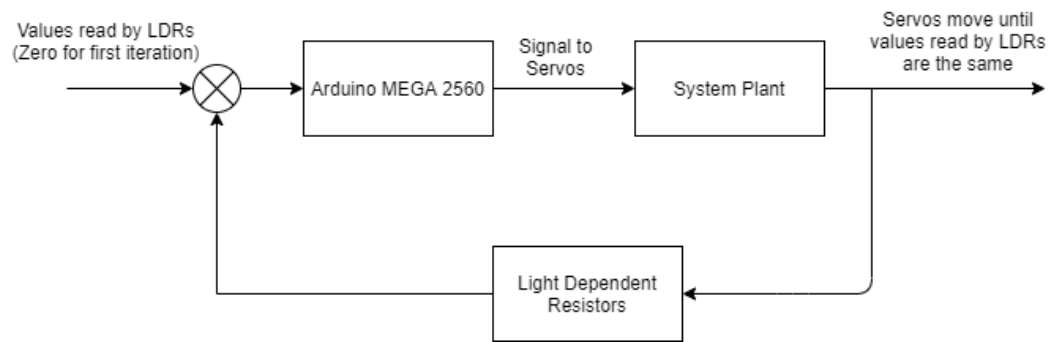 Values read by LDRs
(Zero for first iteration)
Arduino MEGA 2560
Signal to
Servos
System Plant
Servos move until
values read by LDRs
are the same
Light Dependent
Resistors